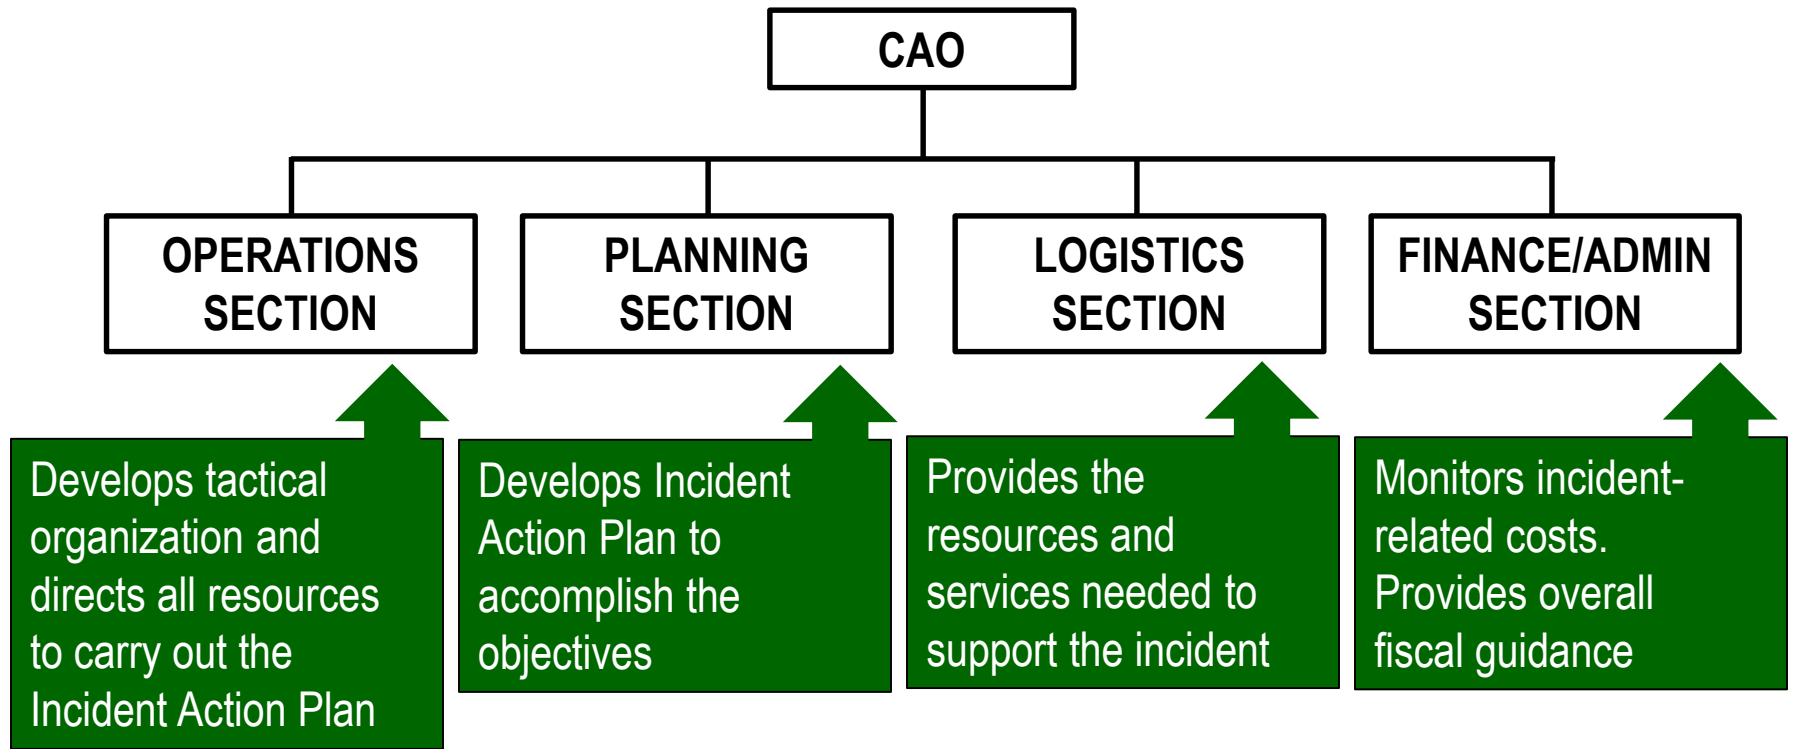 CAO
OPERATIONS
SECTION
PLANNING
SECTION
LOGISTICS
SECTION
FINANCE/ADMIN
SECTION
Develops tactical
organization and
directs all resources
to carry out the
Incident Action Plan
Develops Incident
Action Plan to
accomplish the
objectives
Provides the
resources and
services needed to
support the incident
Monitors incident-
related costs.
Provides overall
fiscal guidance